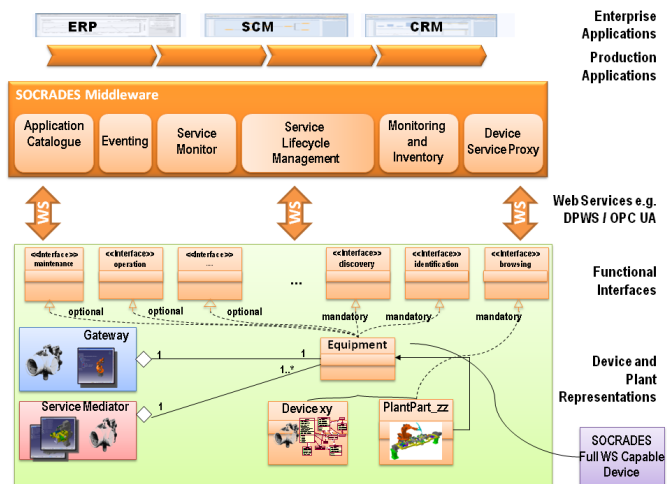 ERP
SCM
CRM
Enterprise
Applications
Production
Applications
SOCRADES Middleware
Application
Catalogue
Eventing
Service
Monitor
Service
Lifecycle
Management
Monitoring
and
Inventory
Device
Service Proxy
WS
WS
WS
Web Services e.g.
DPWS / OPC UA
<<Interface>>
maintenance
<<Interface>>
operation
<<Interface>>
...
...
<<Interface>>
discovery
<<Interface>>
identification
<<Interface>>
browsing
Functional
Interfaces
optional
optional
optional
mandatory
mandatory
mandatory
Gateway
1
1
Equipment
1..*
Service Mediator
1
Device xy
PlantPart_zz
Device and
Plant
Representations
SOCRADES
Full WS Capable
Device